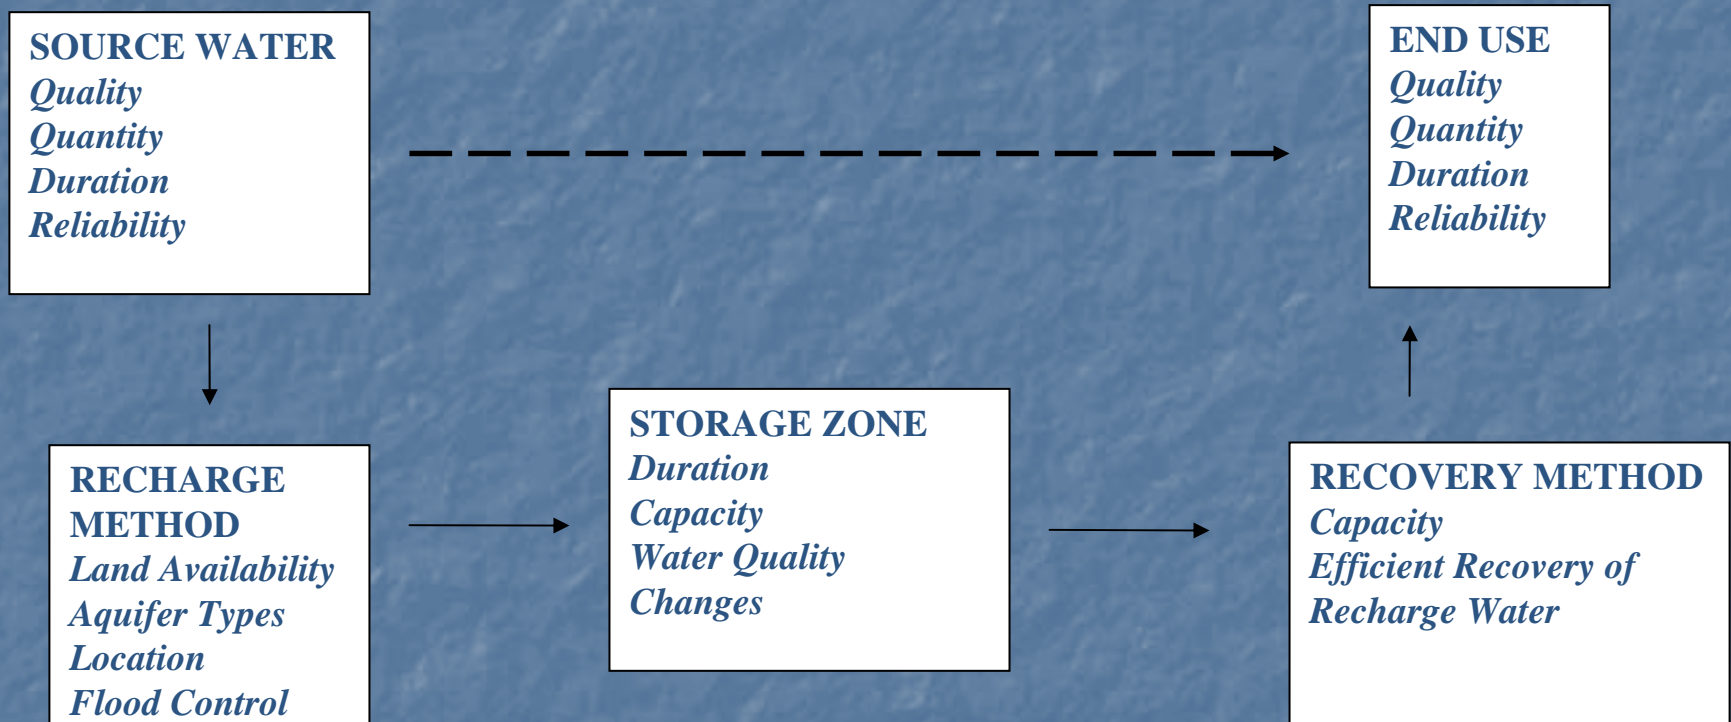 SOURCE WATER
Quality
Quantity
Duration
Reliability
END USE
Quality
Quantity
Duration
Reliability
RECHARGE
METHOD
Land Availability
Aquifer Types
Location
Flood Control
STORAGE ZONE
Duration
Capacity
Water Quality
Changes
RECOVERY METHOD
Capacity
Efficient Recovery of
Recharge Water